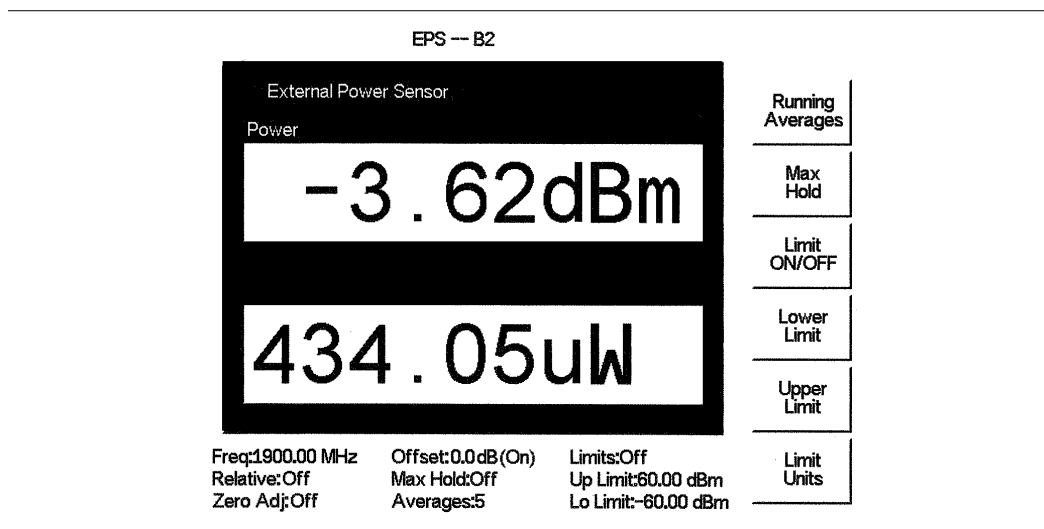 EPS -- B2
External Power Sensor
Power
-3.62dBm
434.05uW
Running
Averages
Max
Hold
Limit
ON/OFF
Lower
Limit
Upper
Limit
Limit
Units
Freq:1900.00 MHz Offset:0.0 dB (On) Limits:Off
Relative:Off Max Hold:Off Up Limit:60.00 dBm
Zero Adj:Off Averages:5 Lo Limit:-60.00 dBm